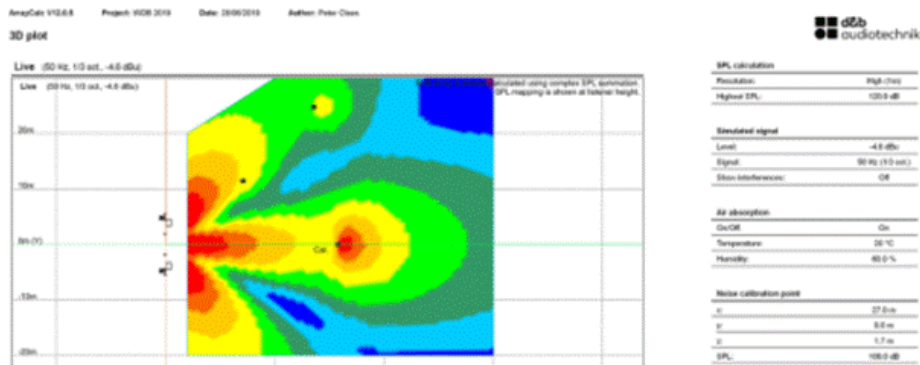 ArrayCalc V10.6.8 Project: WDB 2019 Date: 28/06/2019 Author: Peter Claes
d&b
audiotechnik
3D plot
Live (50 Hz, 1/3 oct., -4.6 dBu)
Live (50 Hz, 1/3 oct., -4.6 dBu)
calculated using complex SPL summation.
SPL mapping is shown at listener height.
20m
10m
0m (Y)
-10m
-20m
Cal.
SPL calculation
Resolution: High (1m)
Highest SPL: 120.9 dB
Simulated signal
Level: -4.6 dBu
Signal: 50 Hz (1/3 oct.)
Show interferences: Off
Air absorption
On/Off: On
Temperature: 20 °C
Humidity: 60.0 %
Noise calibration point
x: 27.0 m
y: 0.0 m
z: 1.7 m
SPL: 100.0 dB